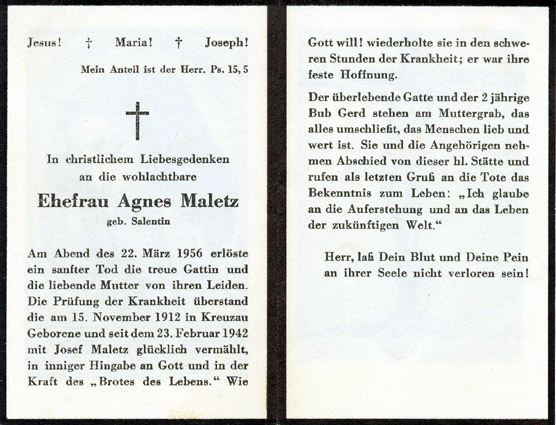 Jesus! † Maria! † Joseph!
Mein Anteil ist der Herr. Ps. 15, 5
In christlichem Liebesgedenken
an die wohlachtbare
Ehefrau Agnes Maletz
geb. Salentin
Am Abend des 22. März 1956 erlöste
ein sanfter Tod die treue Gattin und
die liebende Mutter von ihren Leiden.
Die Prüfung der Krankheit überstand
die am 15. November 1912 in Kreuzau
Geborene und seit dem 23. Februar 1942
mit Josef Maletz glücklich vermählt,
in inniger Hingabe an Gott und in der
Kraft des „Brotes des Lebens." Wie
Gott will! wiederholte sie in den schwe-
ren Stunden der Krankheit; er war ihre
feste Hoffnung.
Der überlebende Gatte und der 2 jährige
Bub Gerd stehen am Muttergrab, das
alles umschließt, das Menschen lieb und
wert ist. Sie und die Angehörigen neh-
men Abschied von dieser hl. Stätte und
rufen als letzten Gruß an die Tote das
Bekenntnis zum Leben: „Ich glaube
an die Auferstehung und an das Leben
der zukünftigen Welt."
Herr, laß Dein Blut und Deine Pein
an ihrer Seele nicht verloren sein!